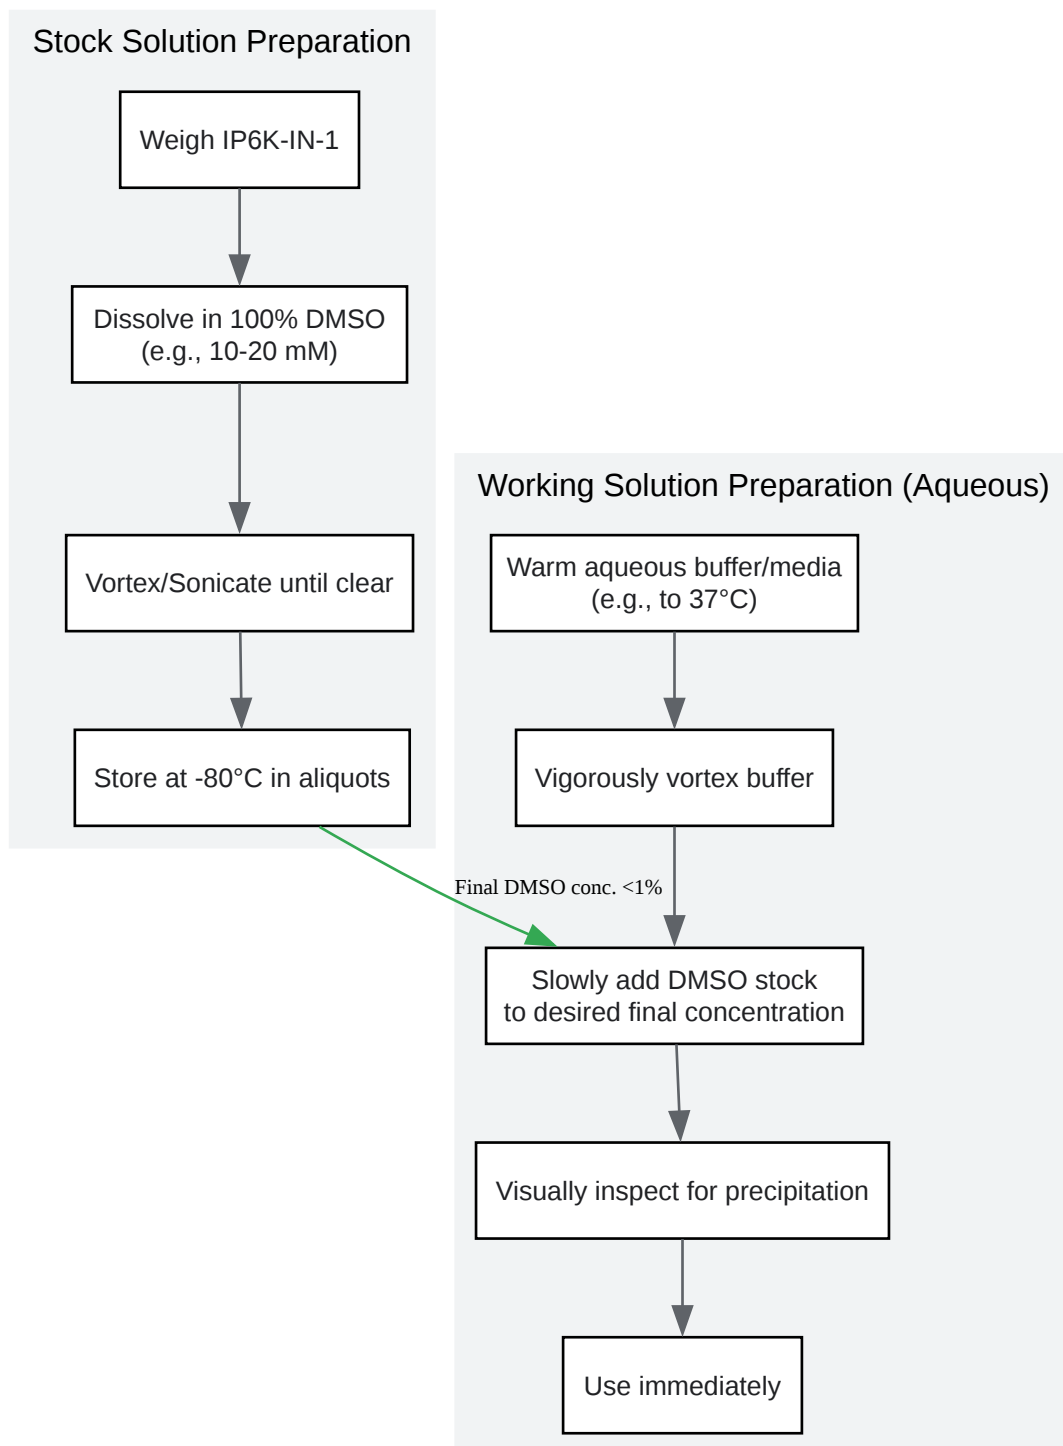 Stock Solution Preparation
Weigh IP6K-IN-1
Dissolve in 100% DMSO
(e.g., 10-20 mM)
Vortex/Sonicate until clear
Store at -80°C in aliquots
Working Solution Preparation (Aqueous)
Warm aqueous buffer/media
(e.g., to 37°C)
Vigorously vortex buffer
Final DMSO conc. <1%
Slowly add DMSO stock
to desired final concentration
Visually inspect for precipitation
Use immediately